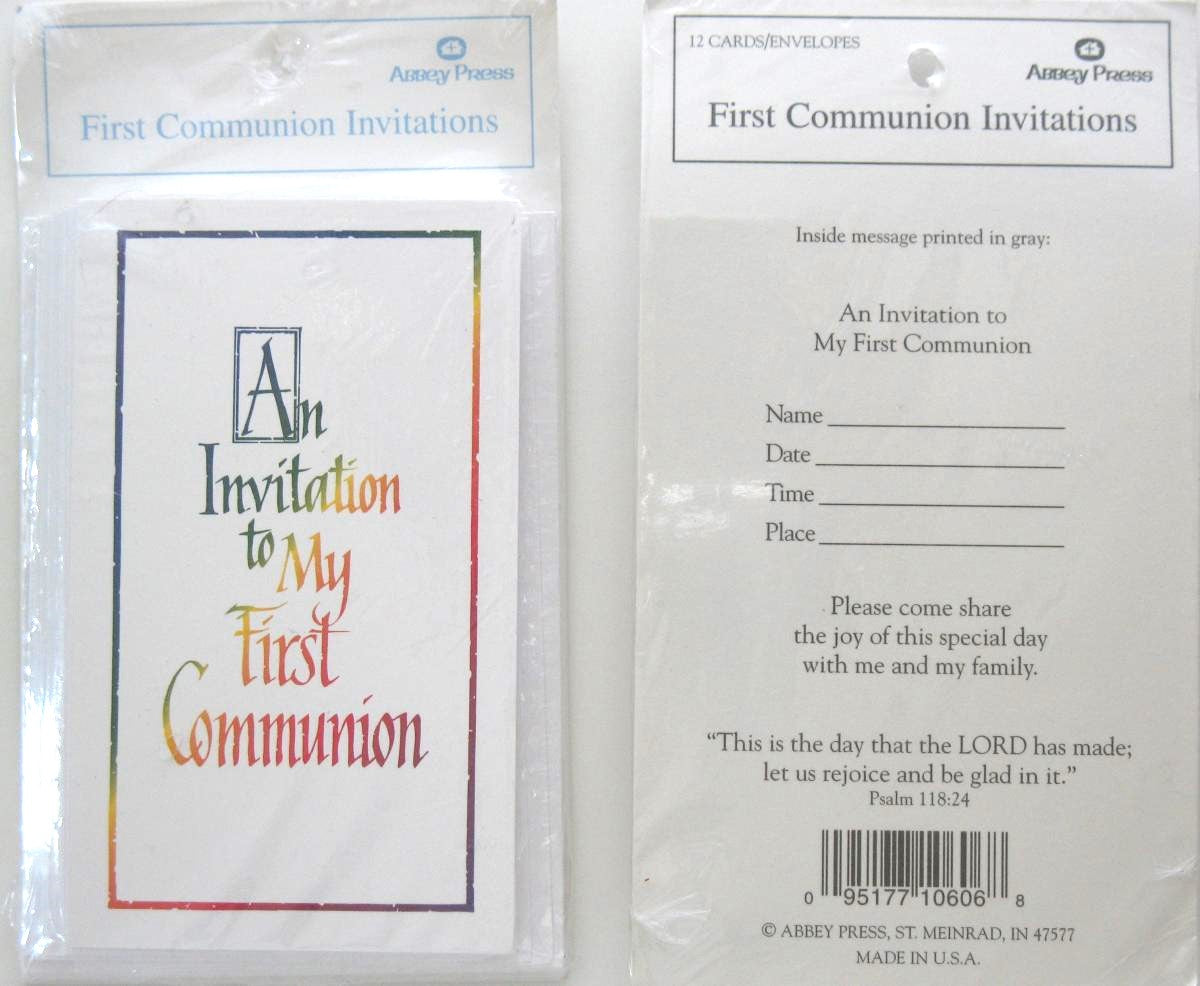 Abbey Press
First Communion Invitations
An
Invitation
to My
First
Communion
12 CARDS/ENVELOPES
Abbey Press
First Communion Invitations
Inside message printed in gray:
An Invitation to
My First Communion
Name
Date
Time
Place
Please come share
the joy of this special day
with me and my family.
“This is the day that the LORD has made;
let us rejoice and be glad in it.”
Psalm 118:24
0 95177 10606 8
© ABBEY PRESS, ST. MEINRAD, IN 47577
MADE IN U.S.A.